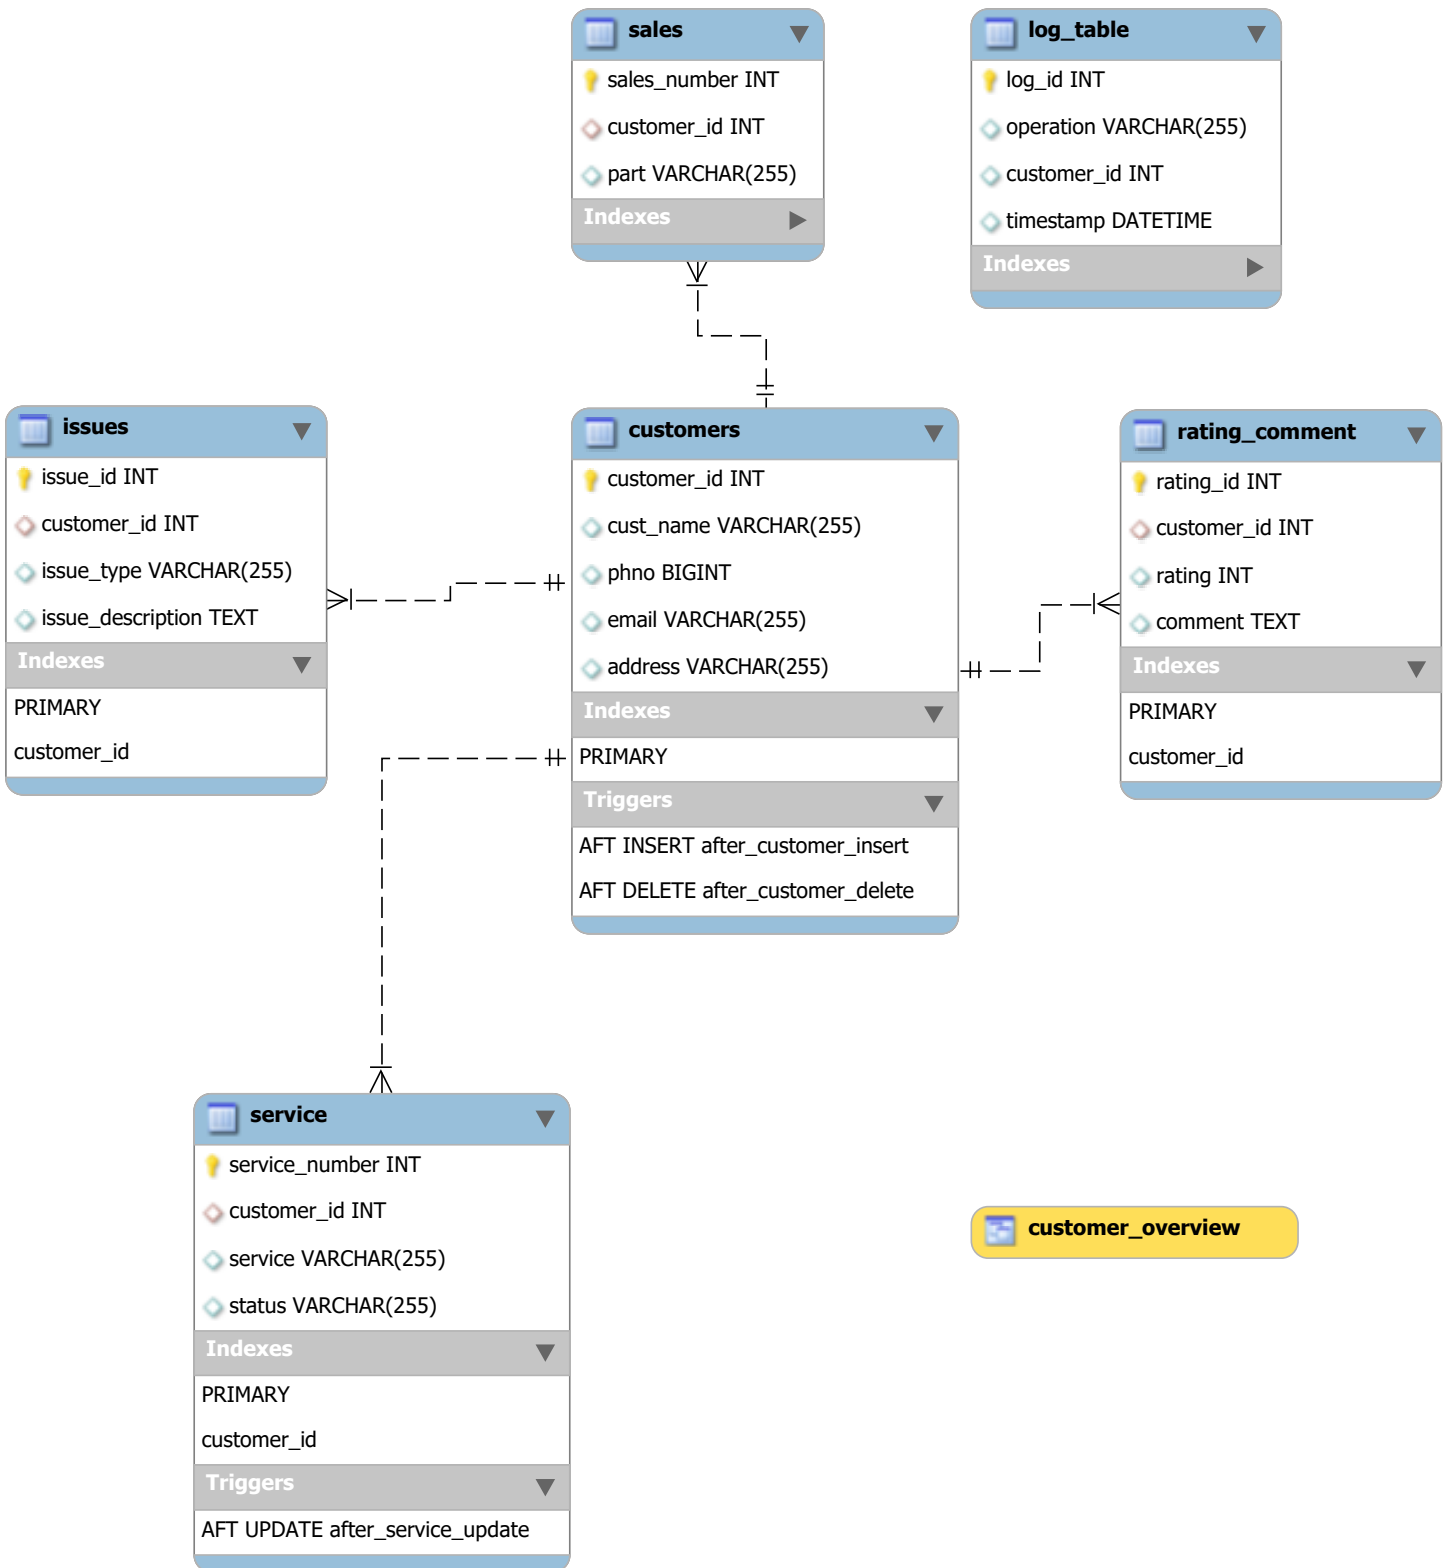 sales
sales_number INT
customer_id INT
part VARCHAR(255)
Indexes
log_table
log_id INT
operation VARCHAR(255)
customer_id INT
timestamp DATETIME
Indexes
issues
issue_id INT
customer_id INT
issue_type VARCHAR(255)
issue_description TEXT
Indexes
PRIMARY
customer_id
customers
customer_id INT
cust_name VARCHAR(255)
phno BIGINT
email VARCHAR(255)
address VARCHAR(255)
Indexes
PRIMARY
Triggers
AFT INSERT after_customer_insert
AFT DELETE after_customer_delete
rating_comment
rating_id INT
customer_id INT
rating INT
comment TEXT
Indexes
PRIMARY
customer_id
service
service_number INT
customer_id INT
service VARCHAR(255)
status VARCHAR(255)
Indexes
PRIMARY
customer_id
Triggers
AFT UPDATE after_service_update
customer_overview